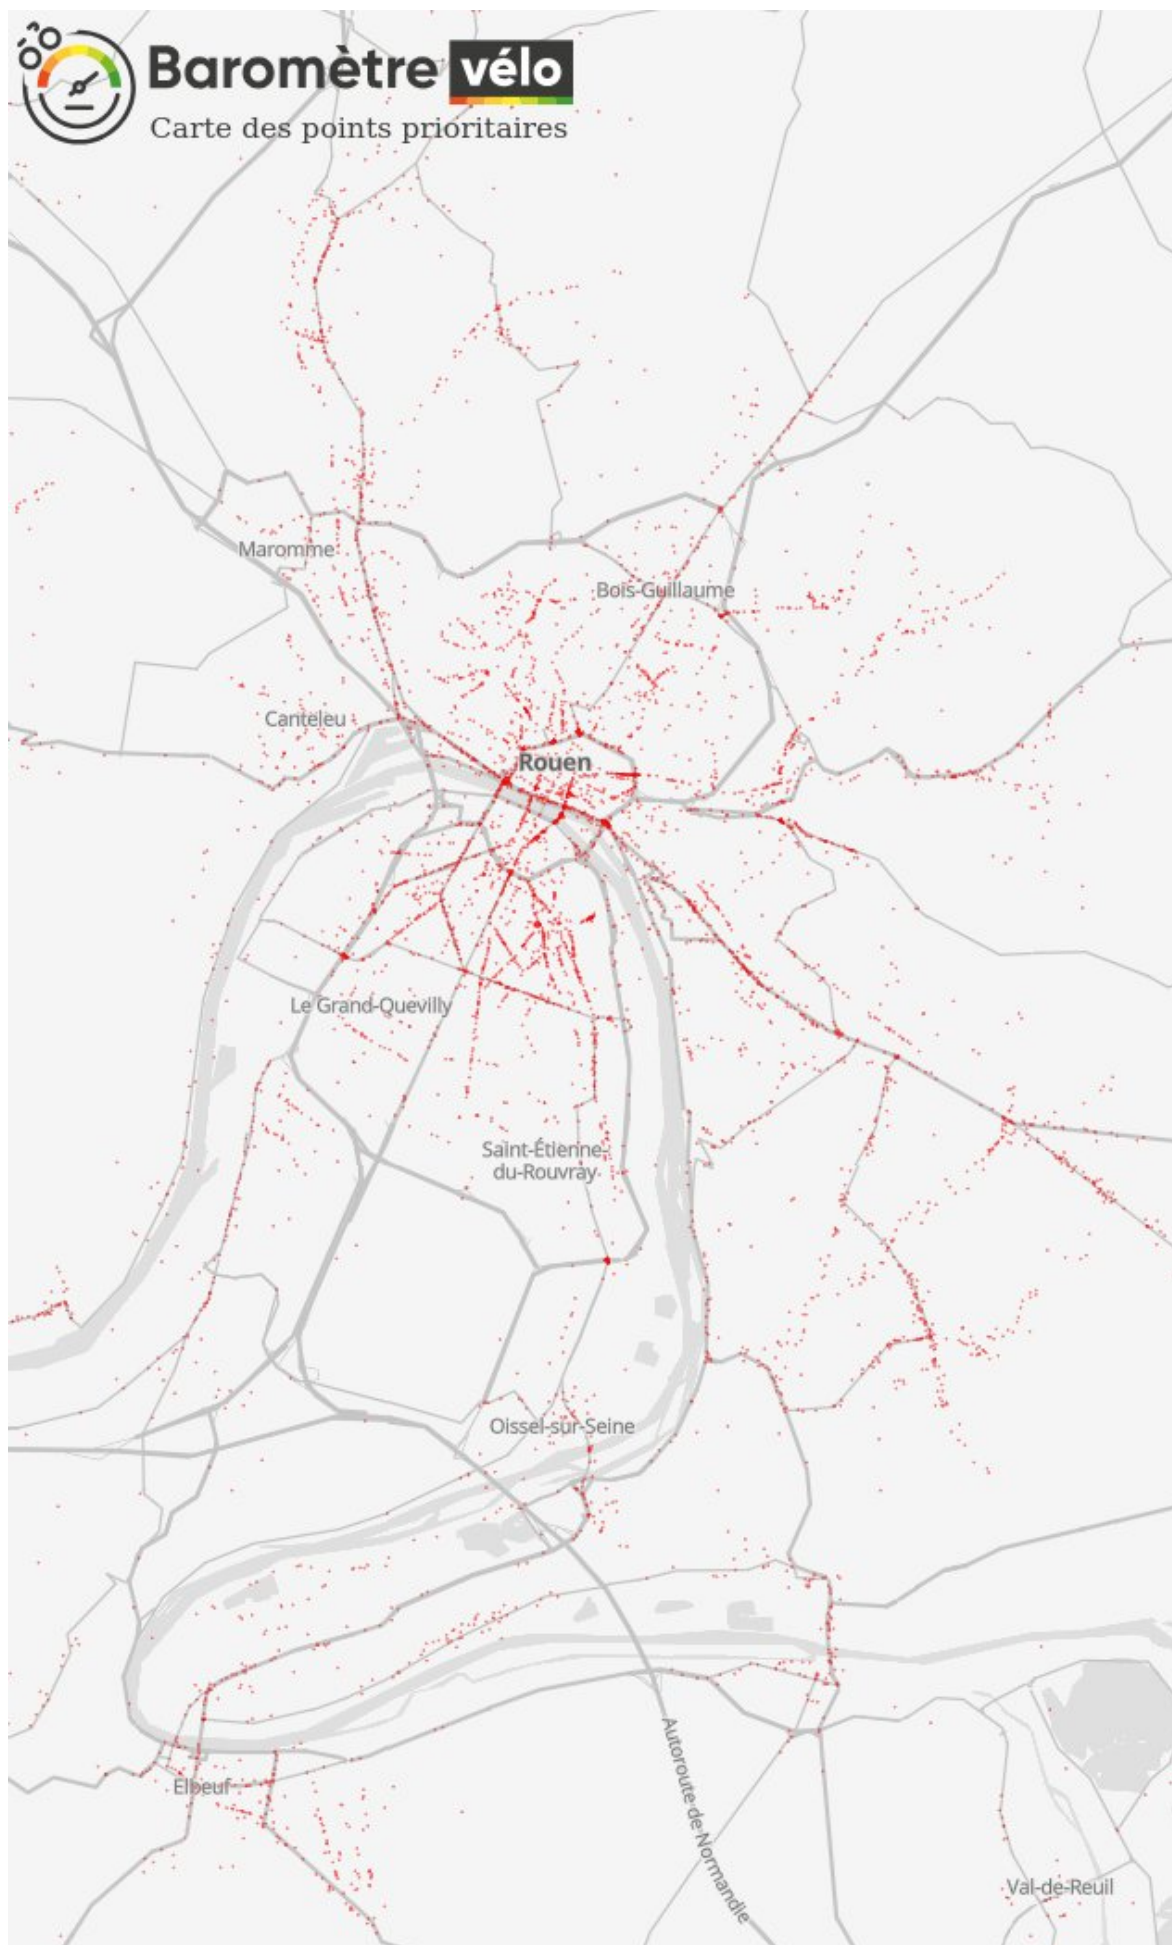 Baromètre vélo
Carte des points prioritaires
Maromme
Bois-Guillaume
Canteleu
Rouen
Le Grand-Quevilly
Saint-Étienne-
du-Rouvray
Oissel-sur-Seine
Autoroute de Normandie
Elbeuf
Val-de-Reuil